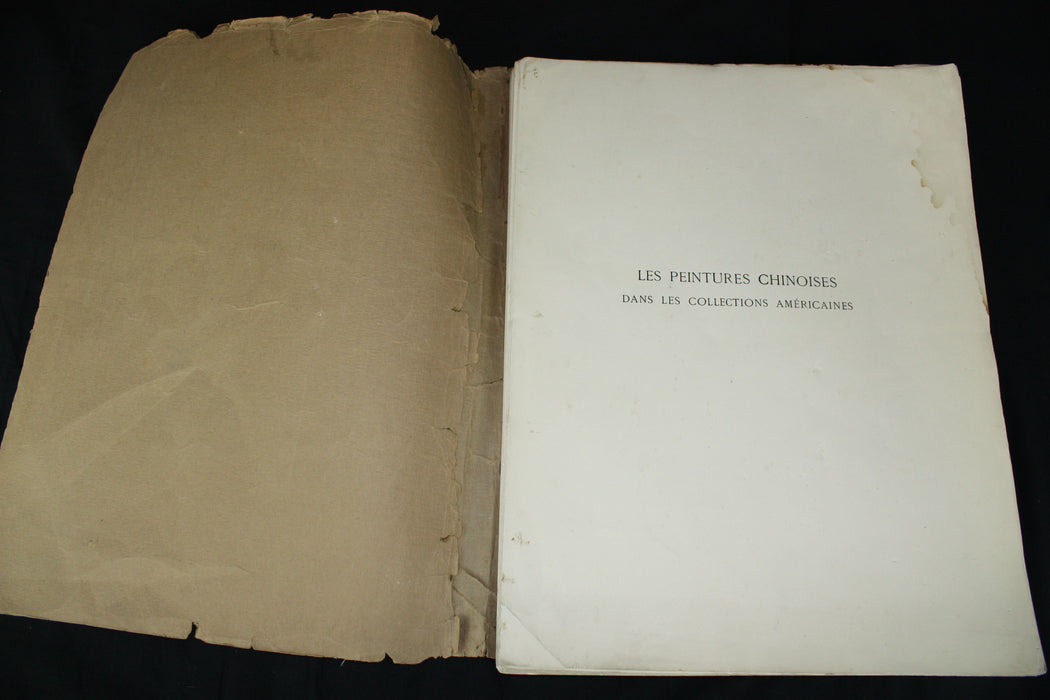 LES PEINTURES CHINOISES
DANS LES COLLECTIONS AMÉRICAINES